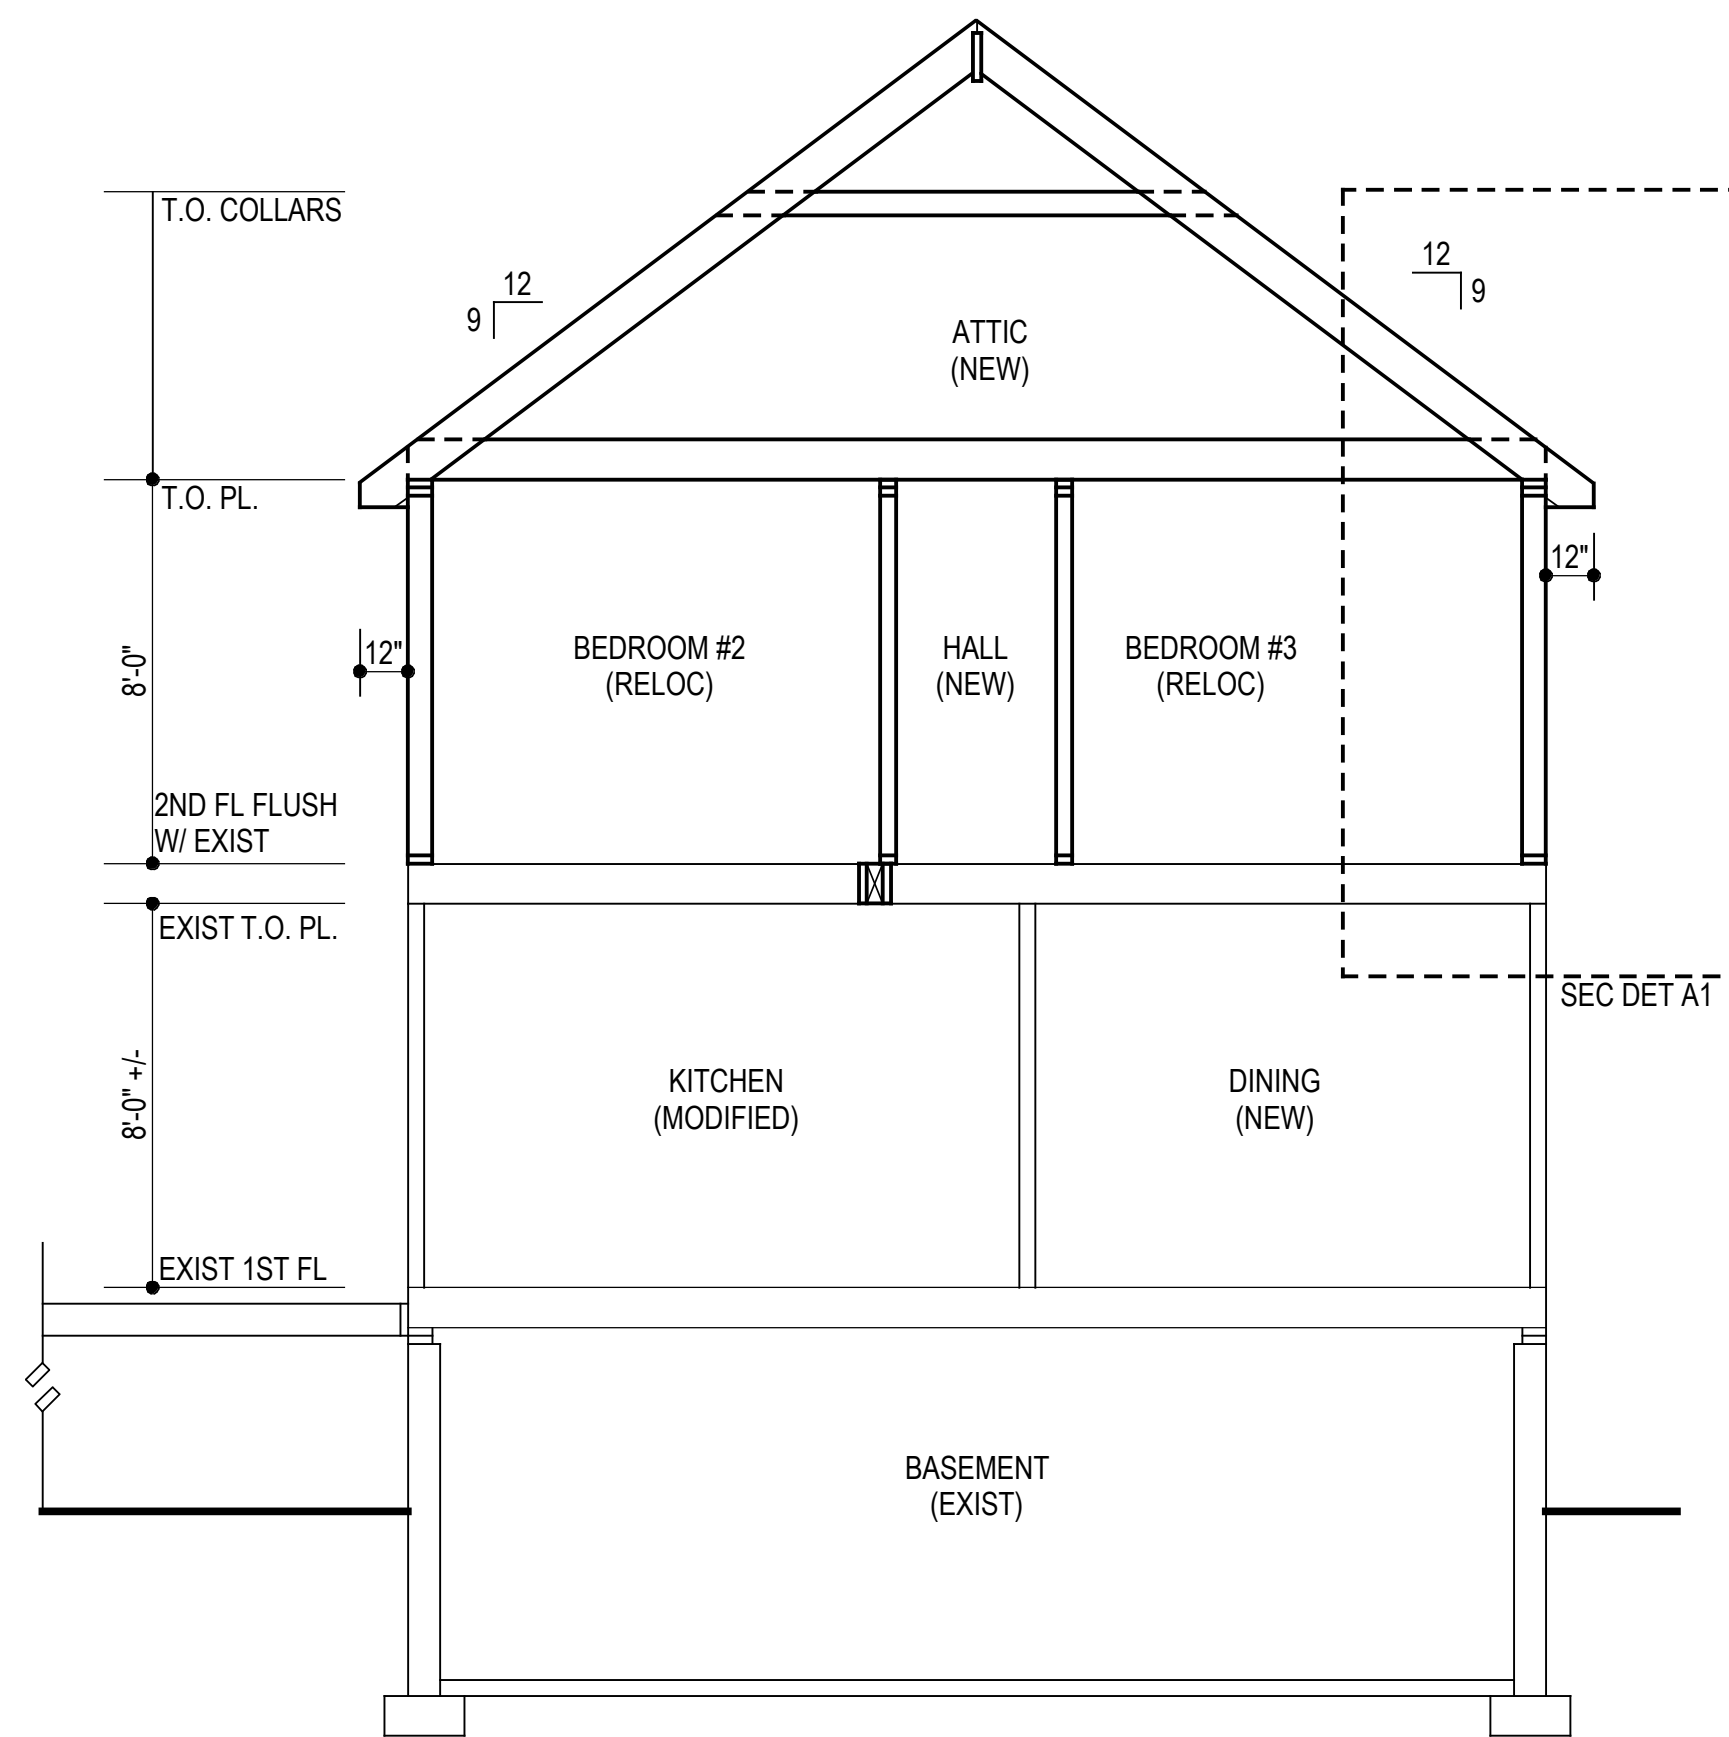 T.O. COLLARS
12
9
12
9
ATTIC
(NEW)
T.O. PL.
12"
12"
8'-0"
BEDROOM #2
(RELOC)
HALL
(NEW)
BEDROOM #3
(RELOC)
2ND FL FLUSH
W/ EXIST
EXIST T.O. PL.
SEC DET A1
8'-0" +/-
KITCHEN
(MODIFIED)
DINING
(NEW)
EXIST 1ST FL
BASEMENT
(EXIST)